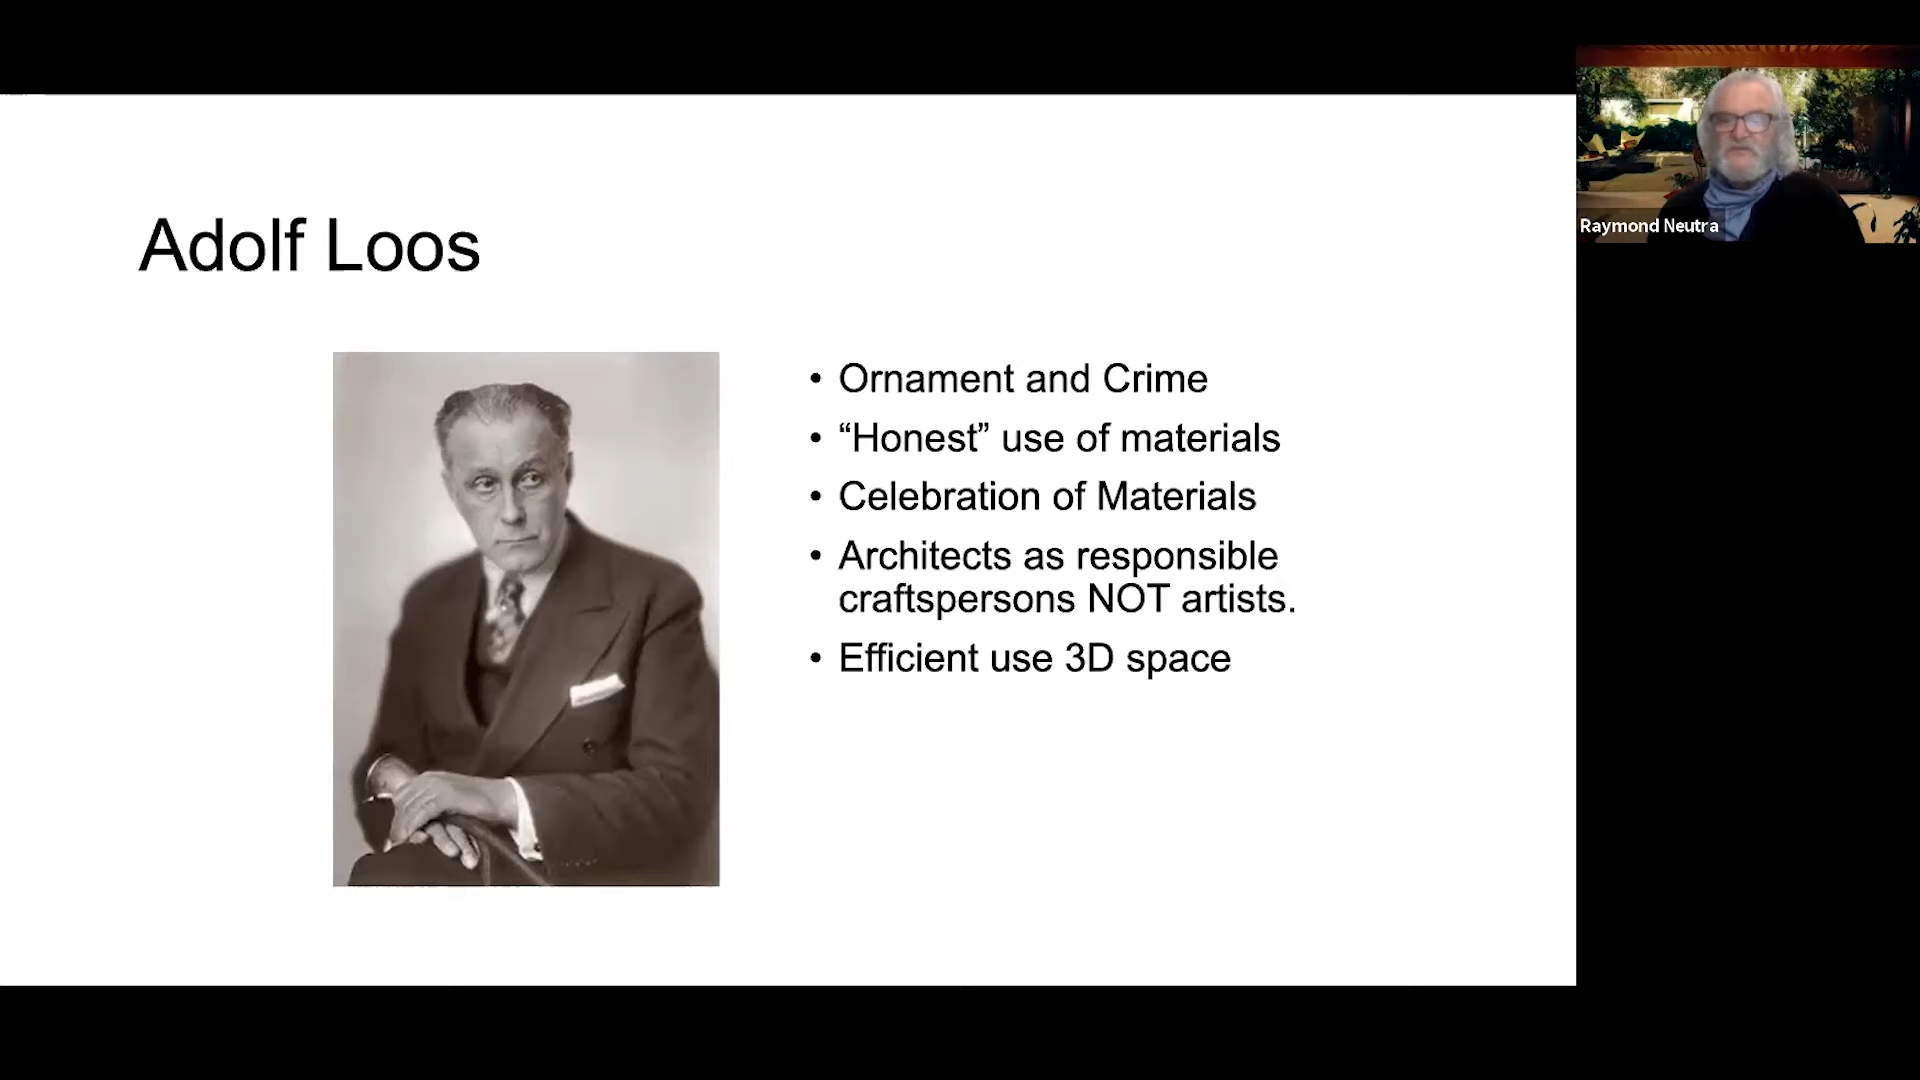 Adolf Loos
• Ornament and Crime
• “Honest” use of materials
• Celebration of Materials
• Architects as responsible
craftspersons NOT artists.
• Efficient use 3D space
Raymond Neutra